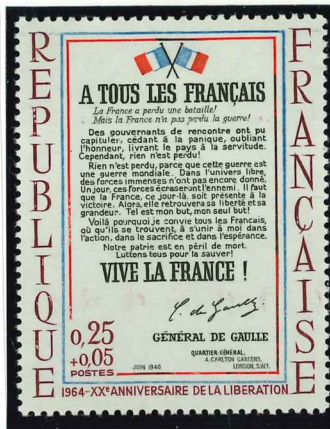 RÉPUBLIQUE
FRANÇAISE
A TOUS LES FRANÇAIS
La France a perdu une bataille!
Mais la France n'a pas perdu la guerre!
Des gouvernants de rencontre ont pu
capituler, cédant à la panique, oubliant
l'honneur, livrant le pays à la servitude.
Cependant, rien n'est perdu!
Rien n'est perdu, parce que cette guerre est
une guerre mondiale. Dans l'univers libre,
des forces immenses n'ont pas encore donné.
Un jour, ces forces écraseront l'ennemi. Il faut
que la France, ce jour-là, soit présente à la
victoire. Alors, elle retrouvera sa liberté et sa
grandeur. Tel est mon but, mon seul but!
Voilà pourquoi je convie tous les Français,
où qu'ils se trouvent, à s'unir à moi dans
l'action, dans le sacrifice et dans l'espérance.
Notre patrie est en péril de mort.
Luttons tous pour la sauver!
VIVE LA FRANCE !
C. de Gaulle.
GÉNÉRAL DE GAULLE
QUARTIER-GÉNÉRAL,
4, CARLTON GARDENS,
LONDON, S.W.1.
JUIN 1940
0,25
+0,05
POSTES
1964-XXᵉ ANNIVERSAIRE DE LA LIBERATION